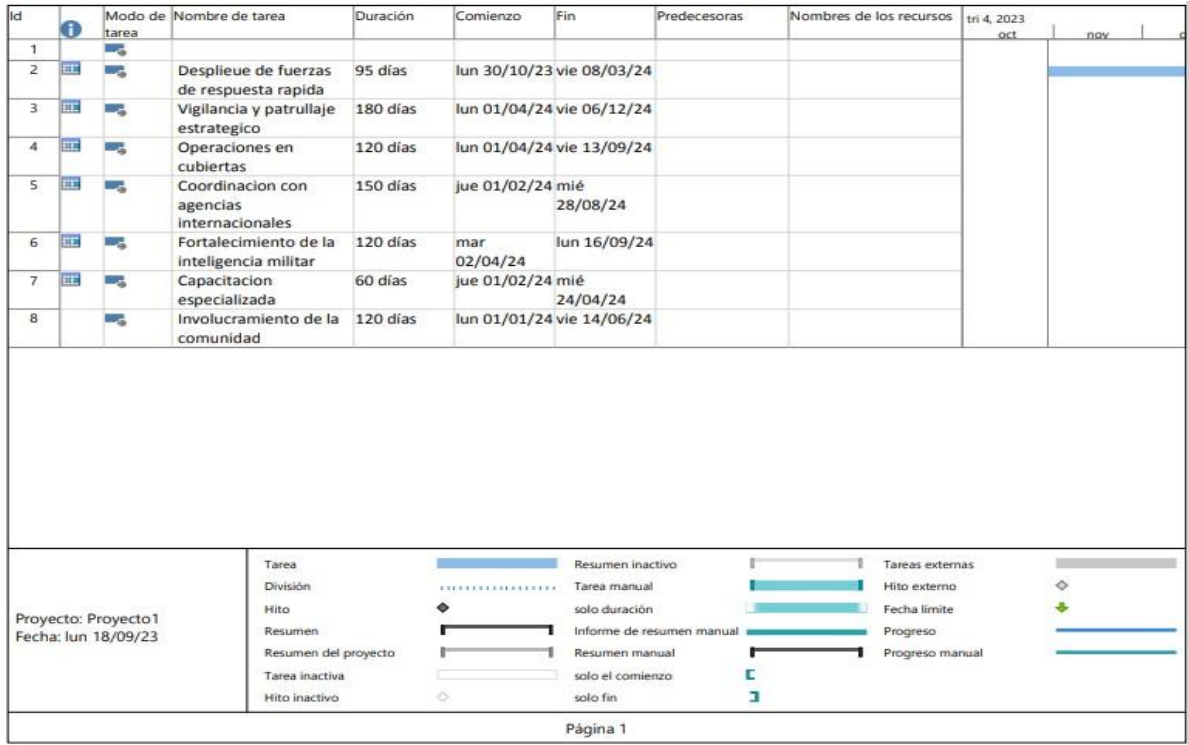 Id Modo de Nombre de tarea Duración Comienzo Fin Predecesoras Nombres de los recursos tri 4, 2023
tarea oct nov
1
2 Despliieue de fuerzas 95 días lun 30/10/23 vie 08/03/24
de respuesta rapida
3 Vigilancia y patrullaje 180 días lun 01/04/24 vie 06/12/24
estrategico
4 Operaciones en 120 días lun 01/04/24 vie 13/09/24
cubiertas
5 Coordinacion con 150 días jue 01/02/24 mié
agencias 28/08/24
internacionales
6 Fortalecimiento de la 120 días mar lun 16/09/24
inteligencia militar 02/04/24
7 Capacitacion 60 días jue 01/02/24 mié
especializada 24/04/24
8 Involucramiento de la 120 días lun 01/01/24 vie 14/06/24
comunidad
Proyecto: Proyecto1
Fecha: lun 18/09/23
Tarea Resumen inactivo Tareas externas
División Tarea manual Hito externo
Hito solo duración Fecha límite
Resumen Informe de resumen manual Progreso
Resumen del proyecto Resumen manual Progreso manual
Tarea inactiva solo el comienzo
Hito inactivo solo fin
Página 1